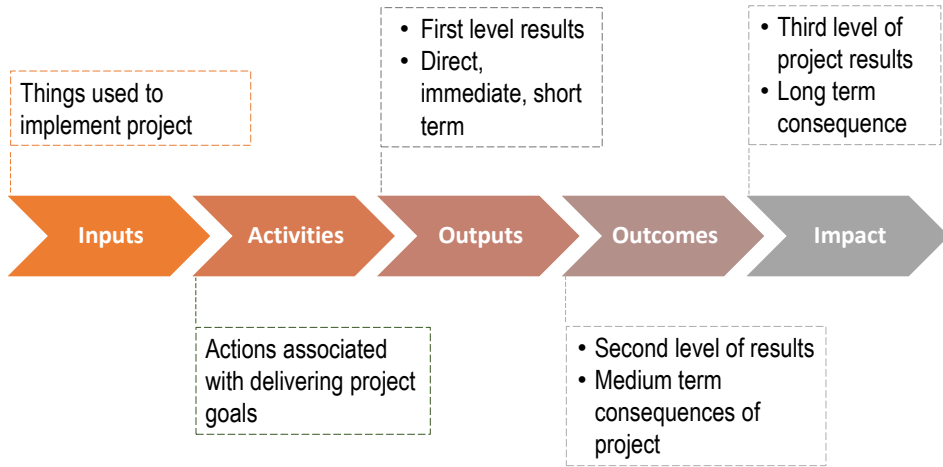 • First level results
• Direct,
immediate, short
term
• Third level of
project results
• Long term
consequence
Things used to
implement project
Inputs
Activities
Outputs
Outcomes
Impact
Actions associated
with delivering project
goals
• Second level of results
• Medium term
consequences of
project